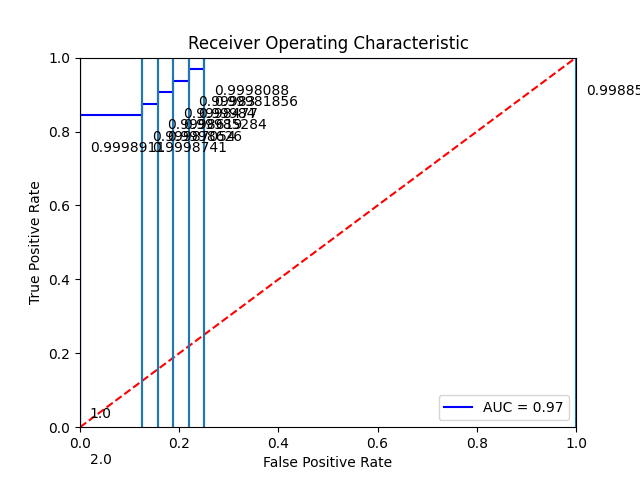 Receiver Operating Characteristic
1.0
0.9998088
0.99885
0.8
0.9998911
0.9998741
0.6
True Positive Rate
0.4
0.2
1.0
AUC = 0.97
0.0
0.0 0.2 0.4 0.6 0.8 1.0
2.0
False Positive Rate